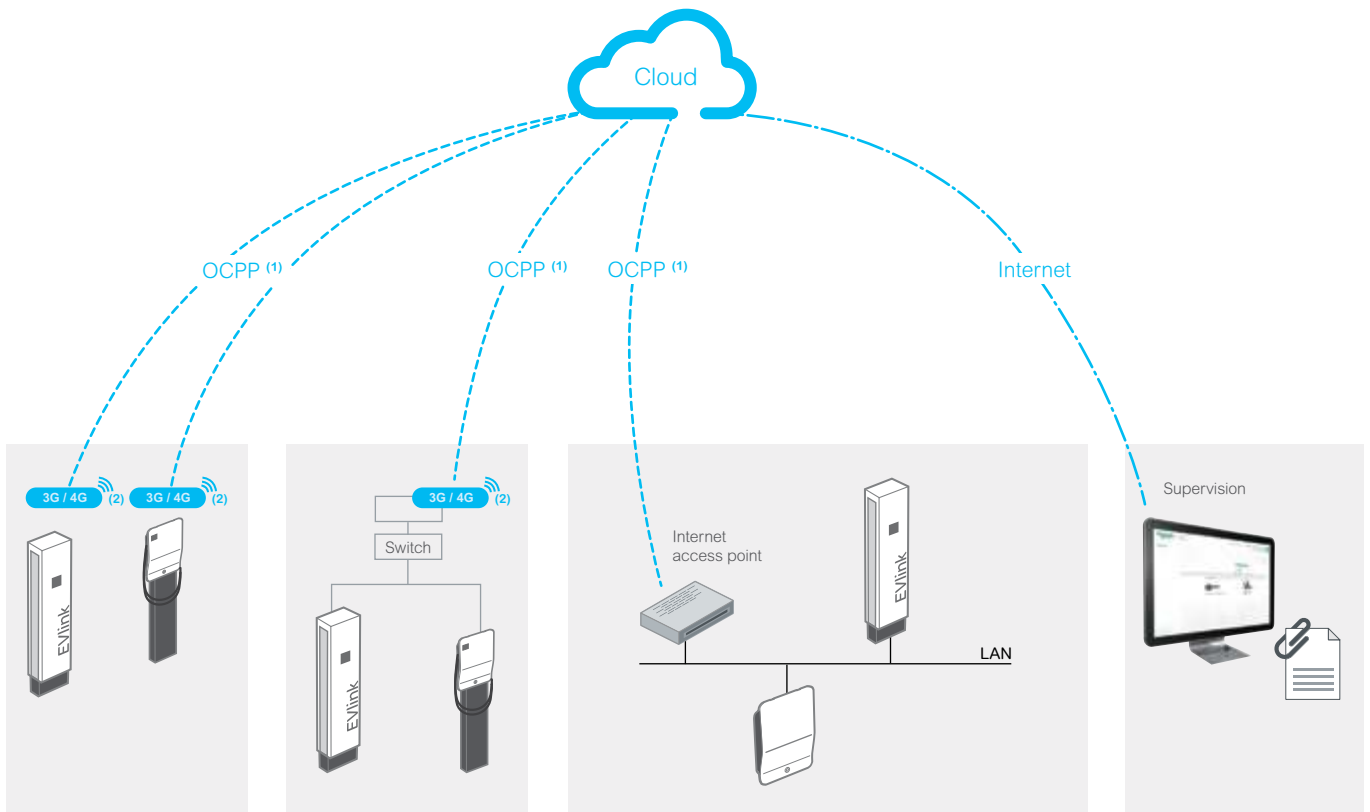 Cloud
OCPP (1)
OCPP (1)
OCPP (1)
Internet
3G / 4G (2)
3G / 4G (2)
3G / 4G (2)
Supervision
Switch
Internet
access point
EVlink
EVlink
EVlink
LAN